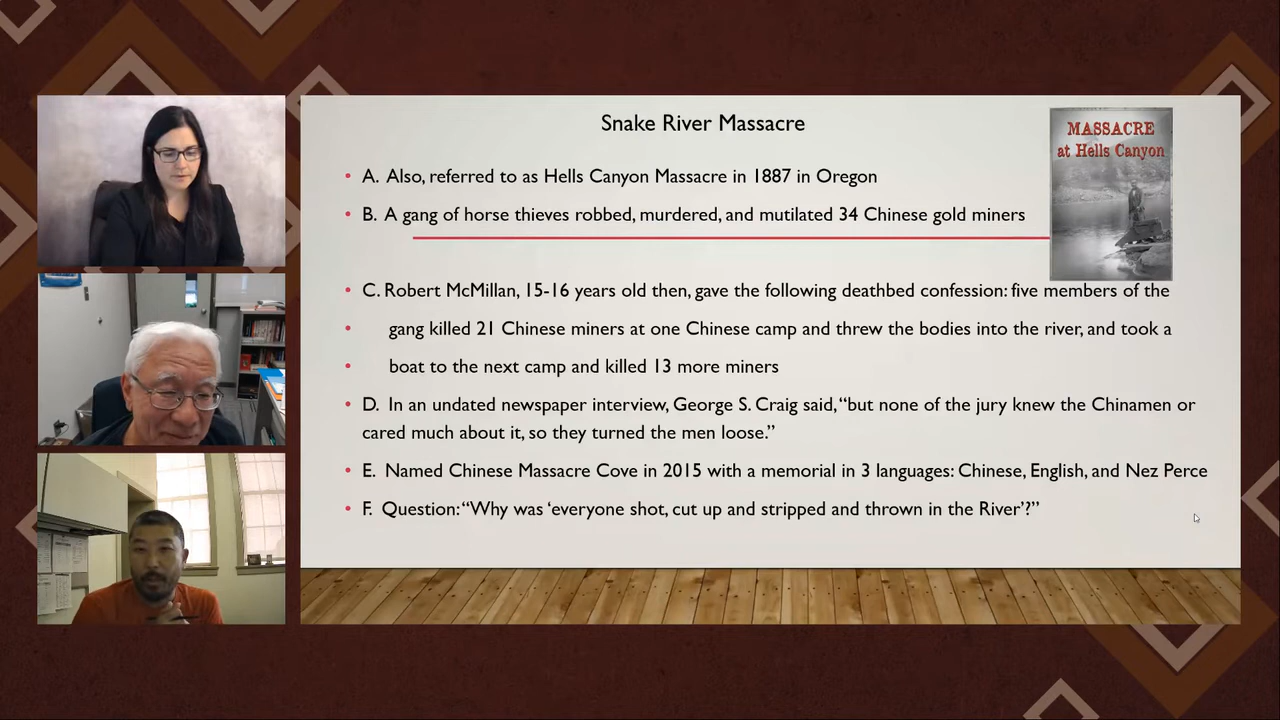 Snake River Massacre
MASSACRE
at Hells Canyon
• A. Also, referred to as Hells Canyon Massacre in 1887 in Oregon
• B. A gang of horse thieves robbed, murdered, and mutilated 34 Chinese gold miners
• C. Robert McMillan, 15-16 years old then, gave the following deathbed confession: five members of the
• gang killed 21 Chinese miners at one Chinese camp and threw the bodies into the river, and took a
• boat to the next camp and killed 13 more miners
• D. In an undated newspaper interview, George S. Craig said, “but none of the jury knew the Chinamen or
cared much about it, so they turned the men loose.”
• E. Named Chinese Massacre Cove in 2015 with a memorial in 3 languages: Chinese, English, and Nez Perce
• F. Question: “Why was ‘everyone shot, cut up and stripped and thrown in the River’?”